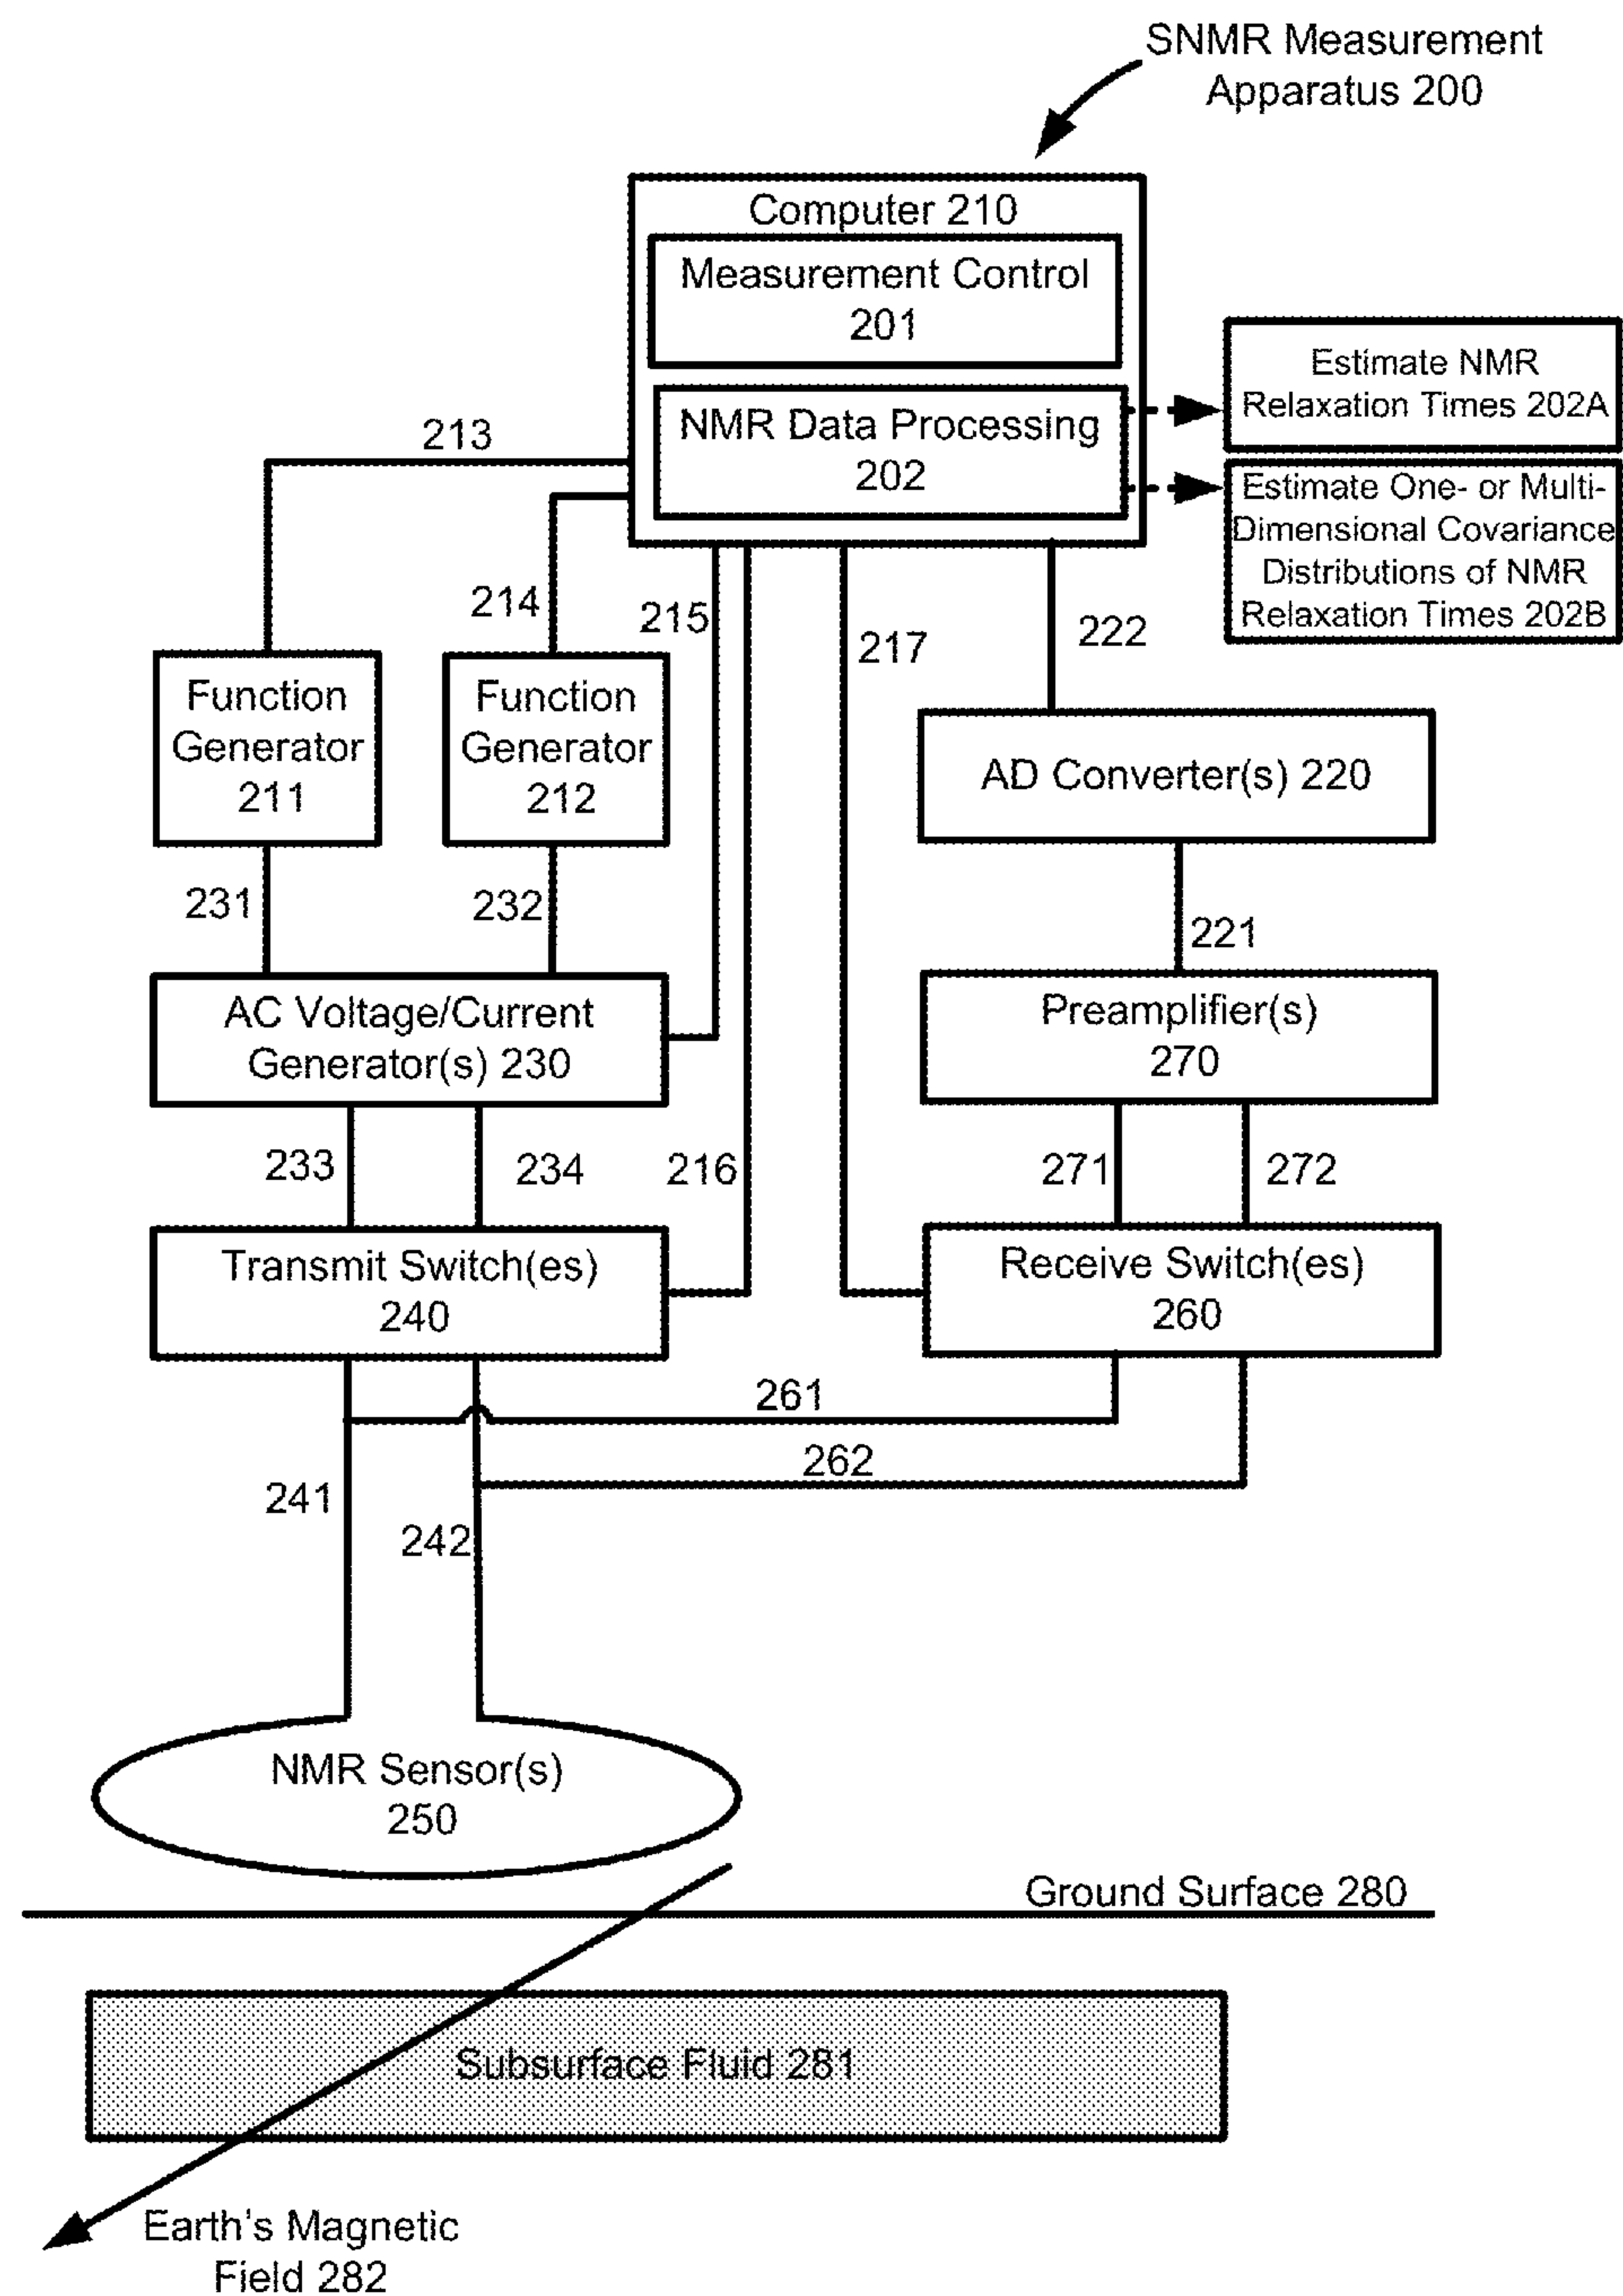 SNMR Measurement
Apparatus 200
Computer 210
Measurement Control
201
NMR Data Processing
202
Estimate NMR
Relaxation Times 202A
Estimate One- or Multi-
Dimensional Covariance
Distributions of NMR
Relaxation Times 202B
213
214
215
217
222
Function
Generator
211
Function
Generator
212
AD Converter(s) 220
231
232
221
AC Voltage/Current
Generator(s) 230
Preamplifier(s)
270
233
234
216
271
272
Transmit Switch(es)
240
Receive Switch(es)
260
261
262
241
242
NMR Sensor(s)
250
Ground Surface 280
Subsurface Fluid 281
Earth's Magnetic
Field 282